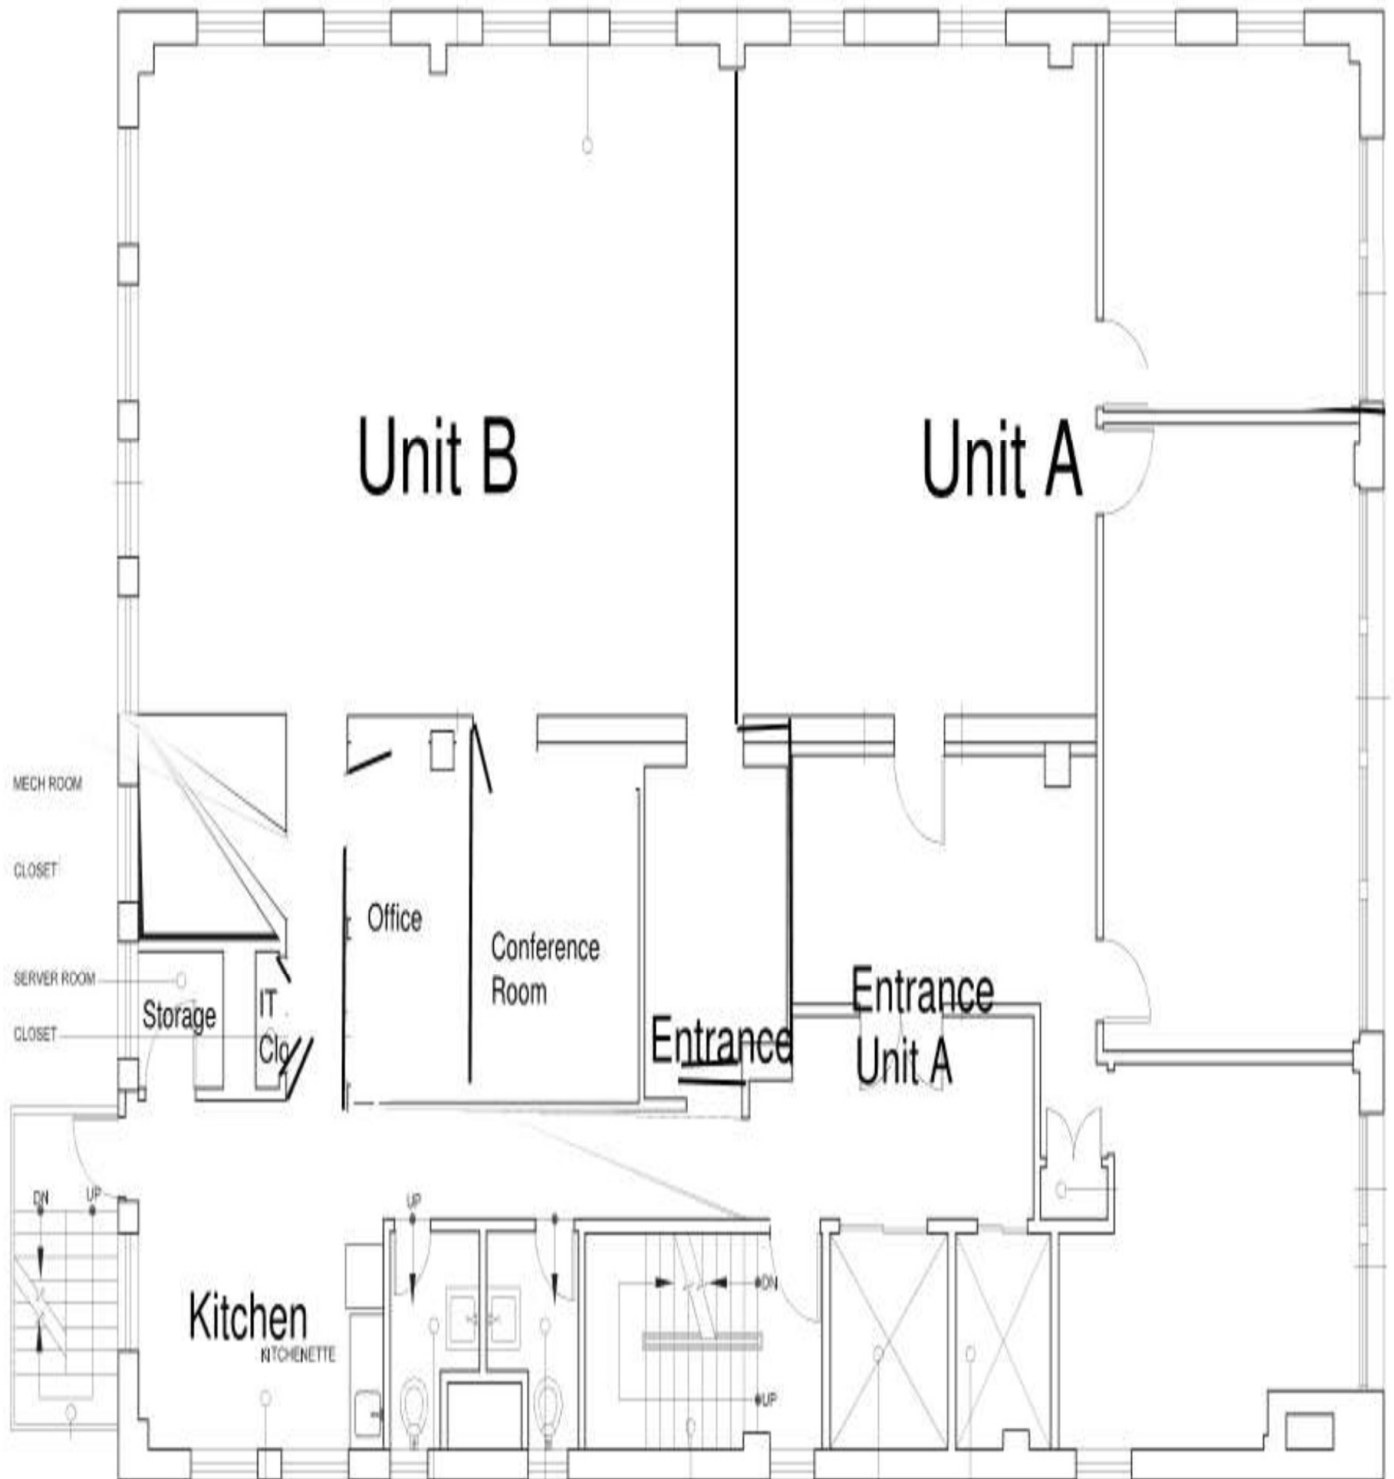 Unit B
Unit A
MECH ROOM
CLOSET
Office
Conference
Room
SERVER ROOM
Storage
IT
Clo
CLOSET
Entrance
Entrance
Unit A
DN
UP
UP
DN
UP
Kitchen
KITCHENETTE